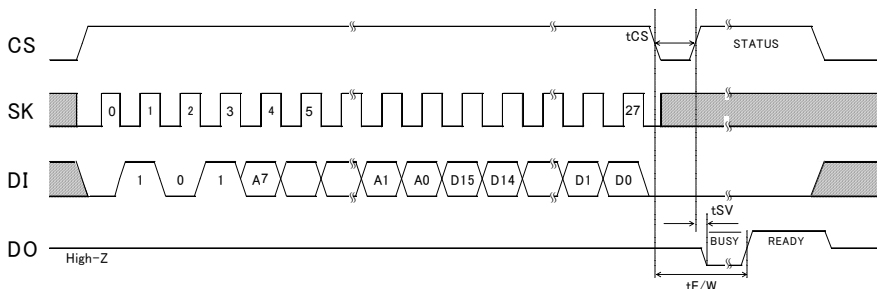 CS tCS STATUS
SK 0 1 2 3 4 5 27
DI 1 0 1 A7 A1 A0 D15 D14 D1 D0
tSV
DO High-Z BUSY READY
tE/W